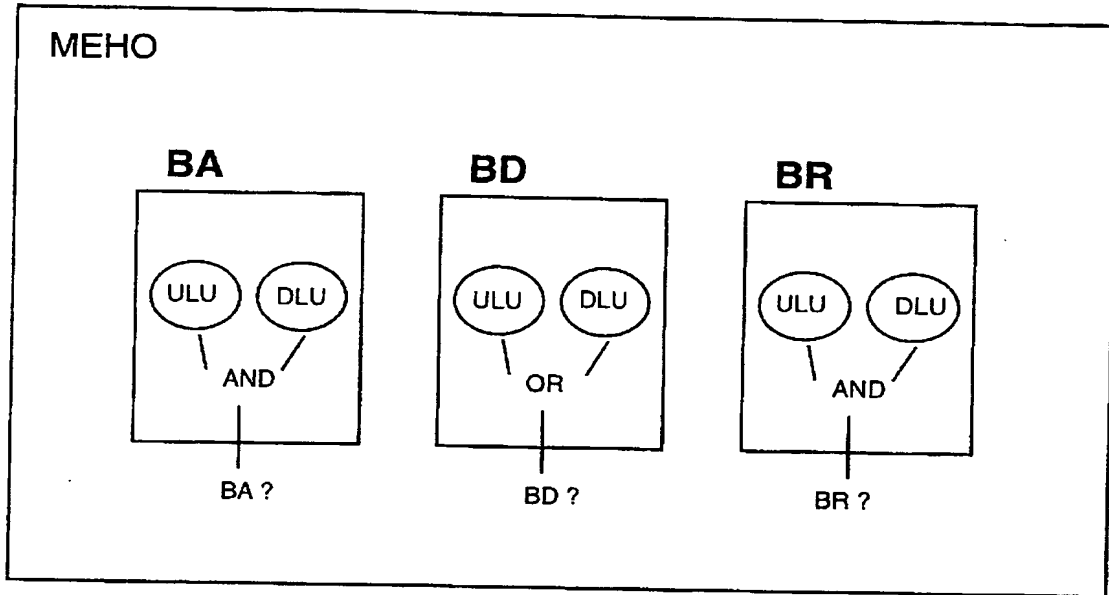 MEHO
BA
BD
BR
ULU DLU
AND
BA ?
ULU DLU
OR
BD ?
ULU DLU
AND
BR ?